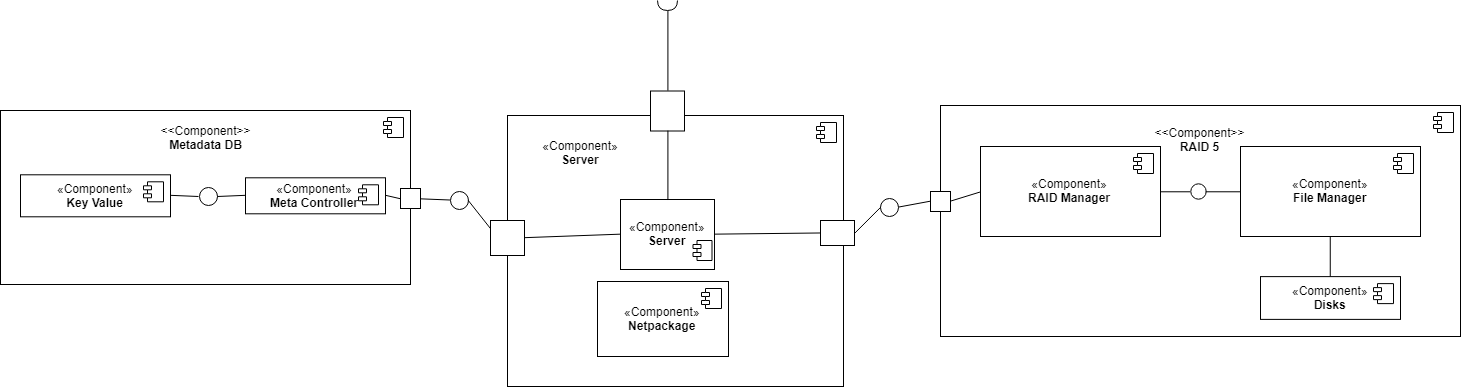 <<Component>>
Metadata DB
«Component»
Key Value
«Component»
Meta Controller
«Component»
Server
«Component»
Server
«Component»
Netpackage
<<Component>>
RAID 5
«Component»
RAID Manager
«Component»
File Manager
«Component»
Disks